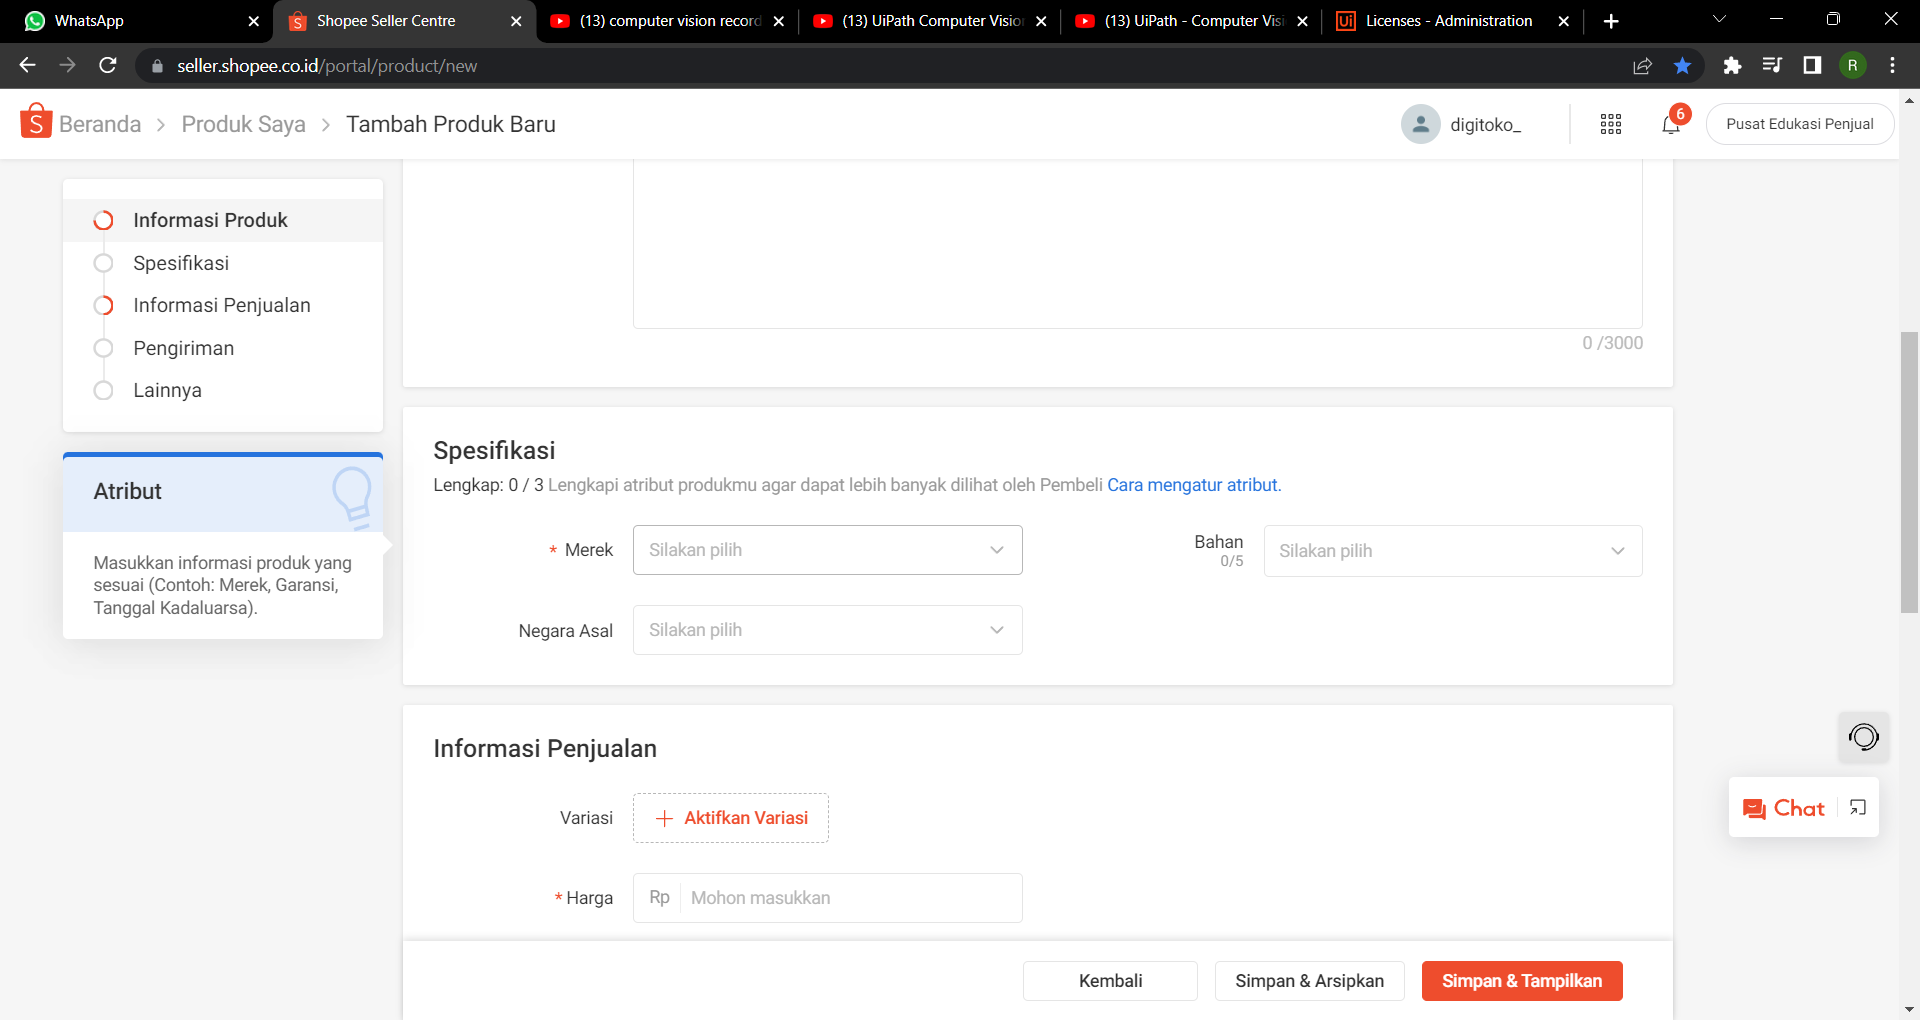 WhatsApp
Shopee Seller Centre
(13) computer vision record
(13) UiPath Computer Vision
(13) UiPath - Computer Visi
Licenses - Administration
seller.shopee.co.id/portal/product/new
R
Beranda > Produk Saya > Tambah Produk Baru
digitoko_
6
Pusat Edukasi Penjual
Informasi Produk
Spesifikasi
Informasi Penjualan
Pengiriman
Lainnya
Atribut
Masukkan informasi produk yang
sesuai (Contoh: Merek, Garansi,
Tanggal Kadaluarsa).
0 /3000
Spesifikasi
Lengkap: 0 / 3 Lengkapi atribut produkmu agar dapat lebih banyak dilihat oleh Pembeli Cara mengatur atribut.
* Merek Silakan pilih
Bahan Silakan pilih
0/5
Negara Asal Silakan pilih
Informasi Penjualan
Variasi + Aktifkan Variasi
* Harga Rp Mohon masukkan
Chat
Kembali Simpan & Arsipkan Simpan & Tampilkan